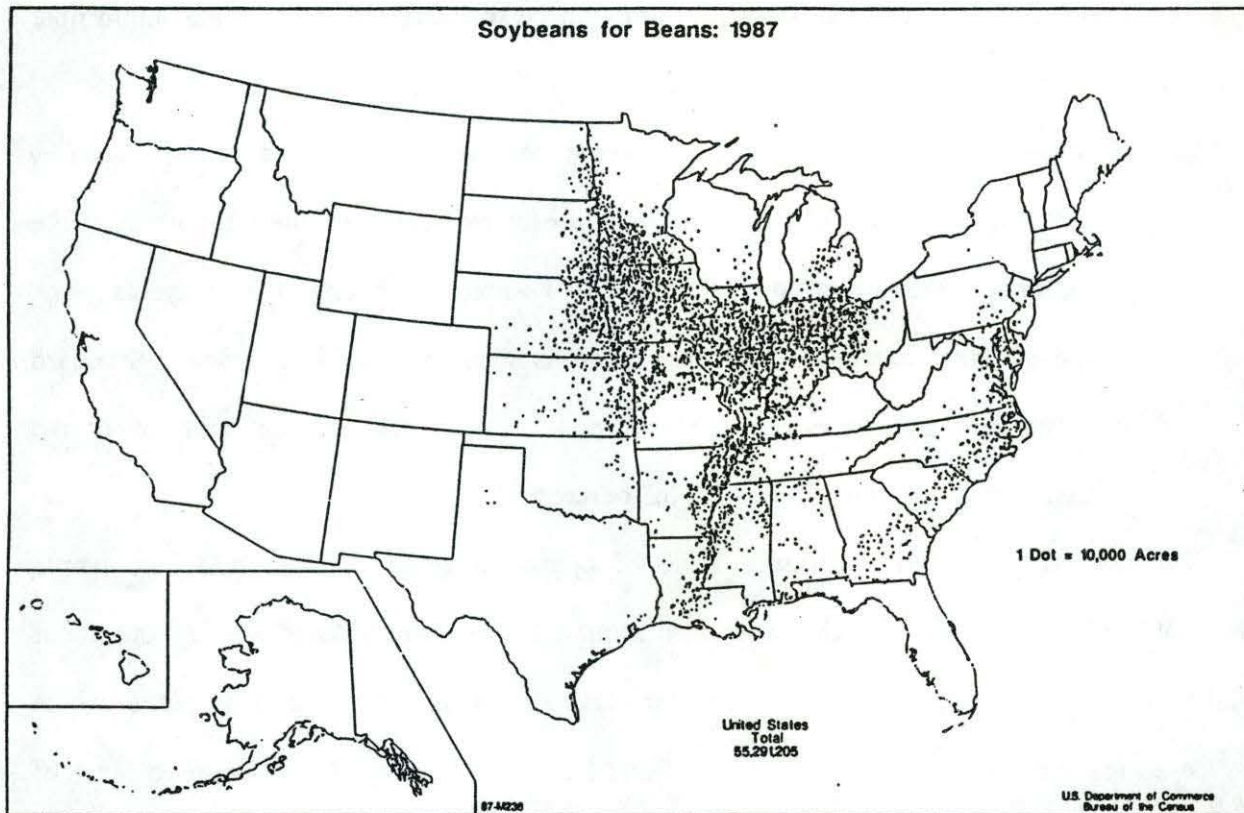 Soybeans for Beans: 1987
1 Dot = 10,000 Acres
United States
Total
55,291,205
87-M236
U.S. Department of Commerce
Bureau of the Census